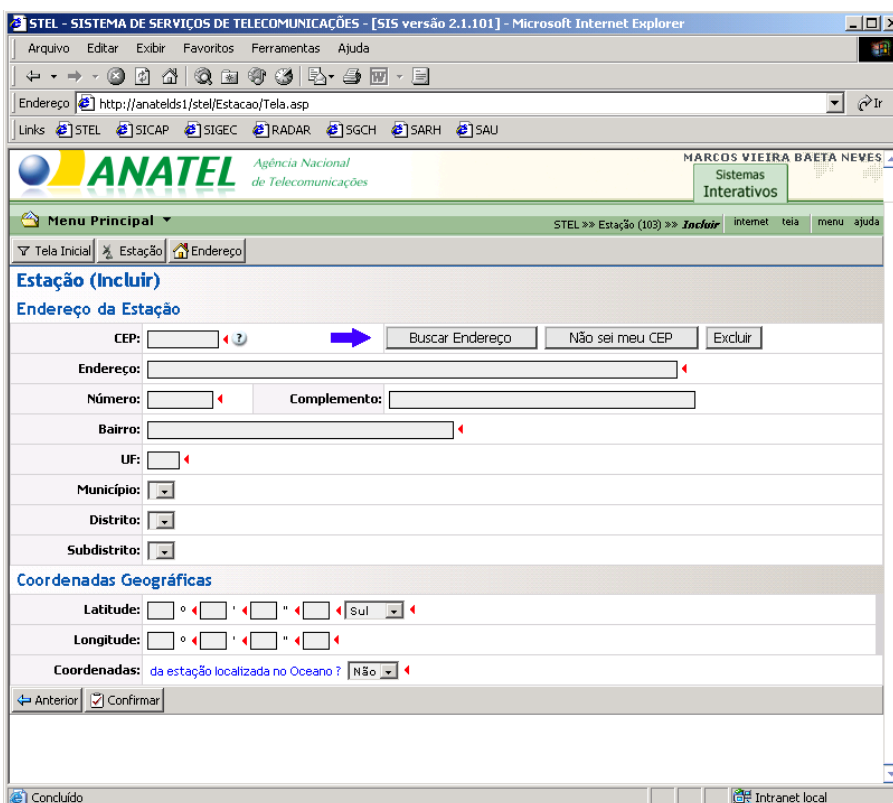 STEL - SISTEMA DE SERVIÇOS DE TELECOMUNICAÇÕES - [SIS versão 2.1.101] - Microsoft Internet Explorer
Arquivo Editar Exibir Favoritos Ferramentas Ajuda
Endereço http://anatelds1/stel/Estacao/Tela.asp Ir
Links STEL SICAP SIGEC RADAR SGCH SARH SAU
ANATEL Agência Nacional de Telecomunicações
MARCOS VIEIRA BAETA NEVES
Sistemas
Interativos
Menu Principal STEL »» Estação (103) »» Incluir internet teia menu ajuda
Tela Inicial Estação Endereço
Estação (Incluir)
Endereço da Estação
CEP: ? Buscar Endereço Não sei meu CEP Excluir
Endereço:
Número: Complemento:
Bairro:
UF:
Município:
Distrito:
Subdistrito:
Coordenadas Geográficas
Latitude: º ' " Sul
Longitude: º ' "
Coordenadas: da estação localizada no Oceano ? Não
Anterior Confirmar
Concluído Intranet local